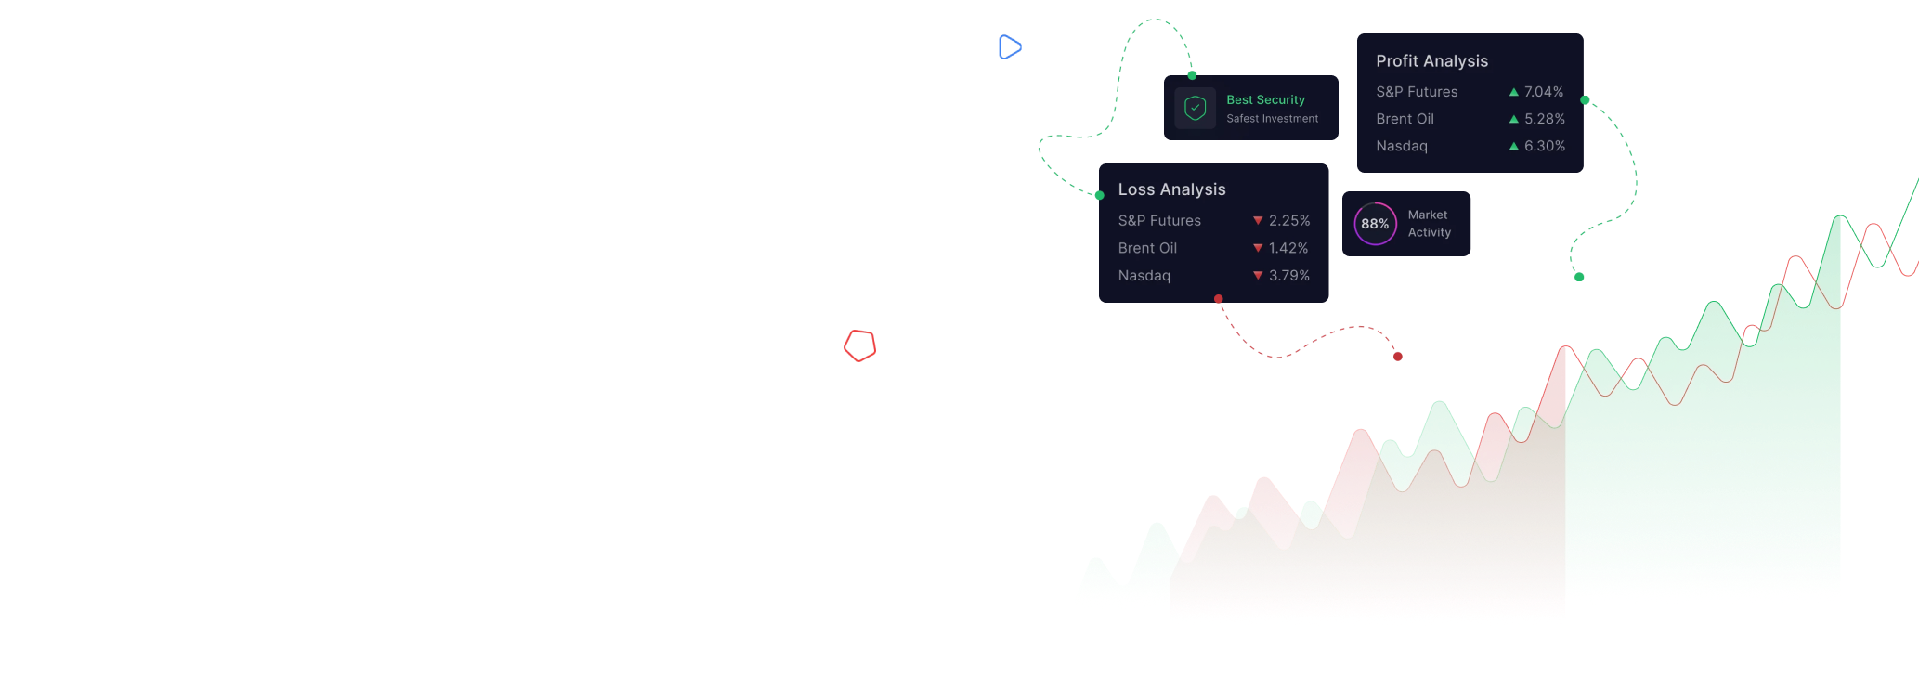 Best Security
Safest Investment
Profit Analysis
S&P Futures ▲ 7.04%
Brent Oil ▲ 5.28%
Nasdaq ▲ 6.30%
Loss Analysis
S&P Futures ▼ 2.25%
Brent Oil ▼ 1.42%
Nasdaq ▼ 3.79%
88%
Market
Activity